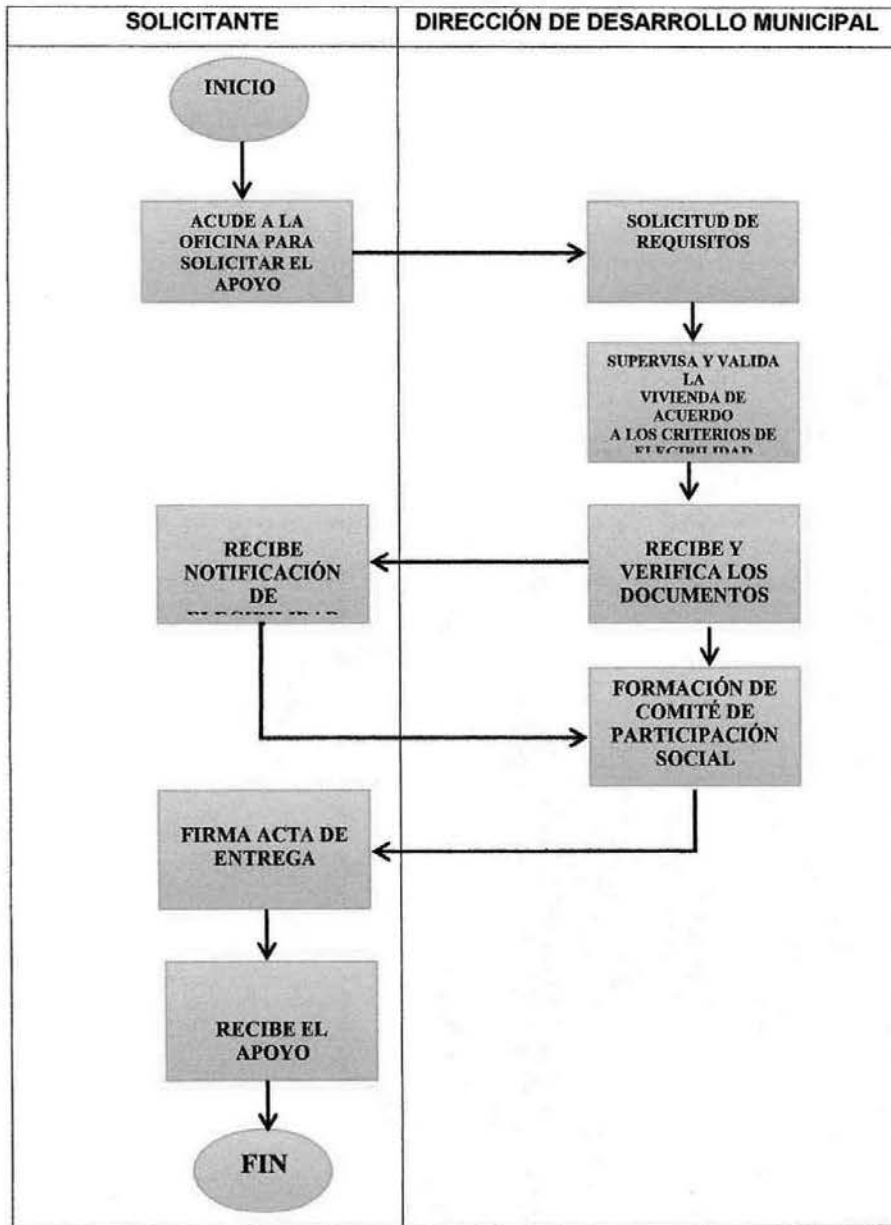 SOLICITANTE
DIRECCIÓN DE DESARROLLO MUNICIPAL
INICIO
ACUDE A LA
OFICINA PARA
SOLICITAR EL
APOYO
SOLICITUD DE
REQUISITOS
SUPERVISA Y VALIDA
LA
VIVIENDA DE
ACUERDO
A LOS CRITERIOS DE
RECIBE Y
VERIFICA LOS
DOCUMENTOS
RECIBE
NOTIFICACIÓN
DE
FORMACIÓN DE
COMITÉ DE
PARTICIPACIÓN
SOCIAL
FIRMA ACTA DE
ENTREGA
RECIBE EL
APOYO
FIN